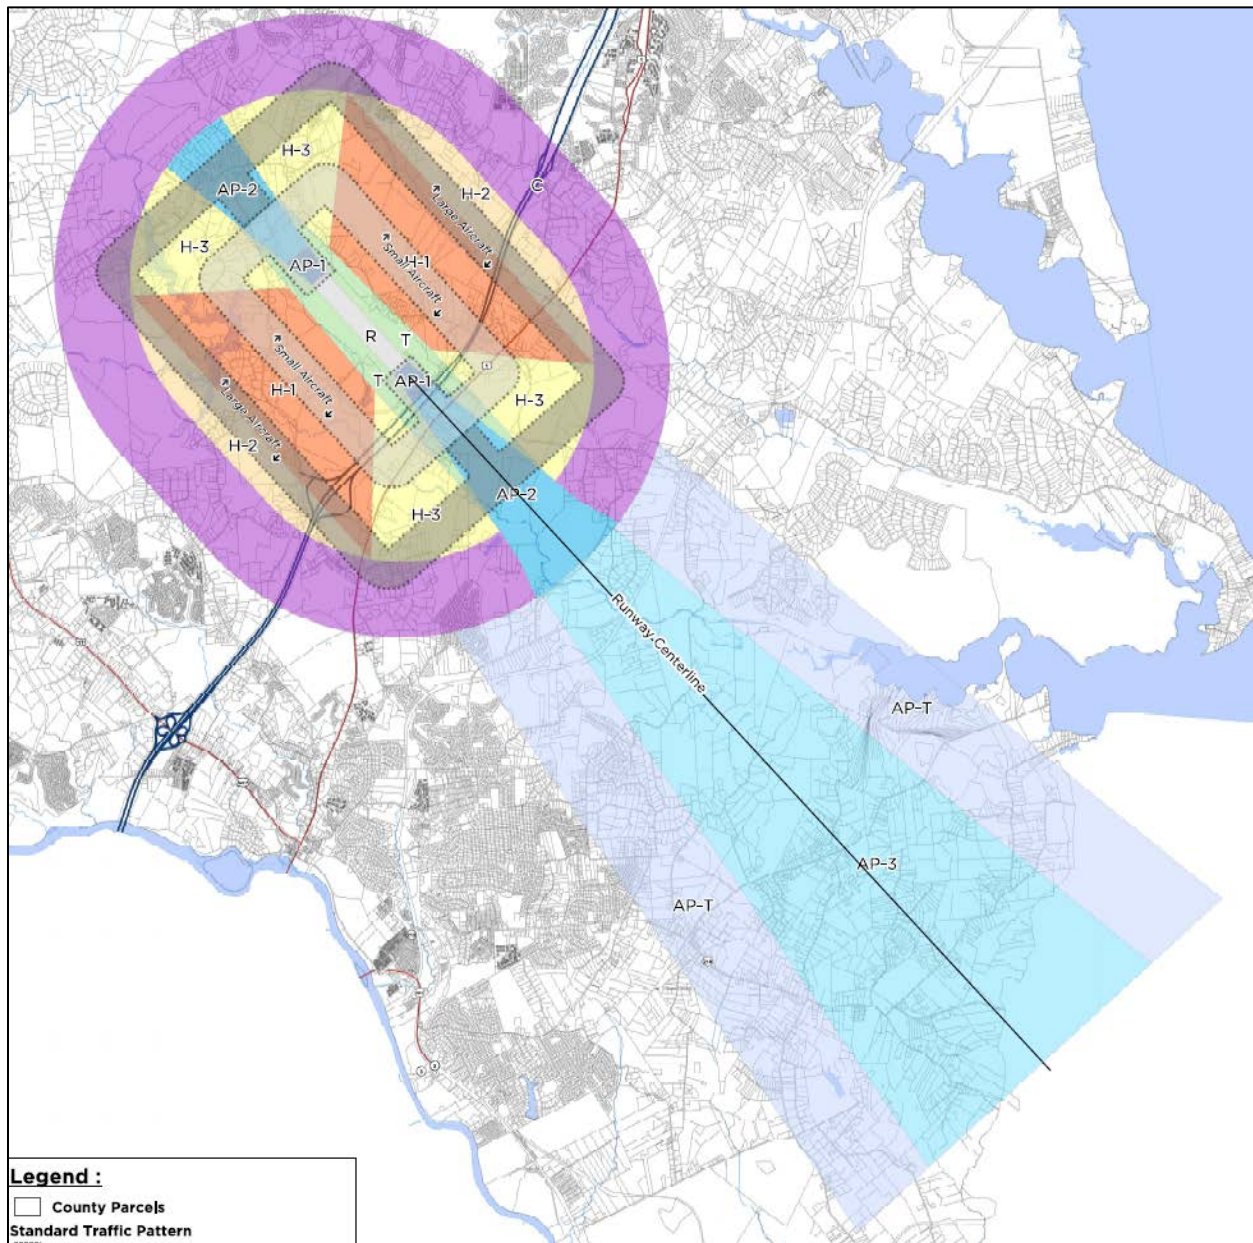 H-3
AP-2
C
H-2
Large Aircraft
H-3
AP-1
H-1
Small Aircraft
R
T
1
T
AP-1
Small Aircraft
H-1
Large Aircraft
H-3
H-2
AP-2
H-3
Runway Centerline
AP-T
AP-3
AP-T
Legend :
County Parcels
Standard Traffic Pattern